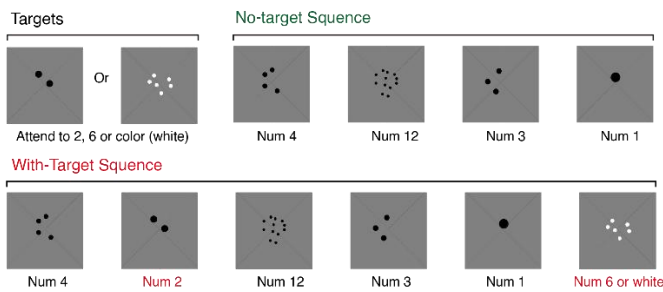 Targets
No-target Squence
Or
Attend to 2, 6 or color (white)
Num 4
Num 12
Num 3
Num 1
With-Target Squence
Num 4
Num 2
Num 12
Num 3
Num 1
Num 6 or white